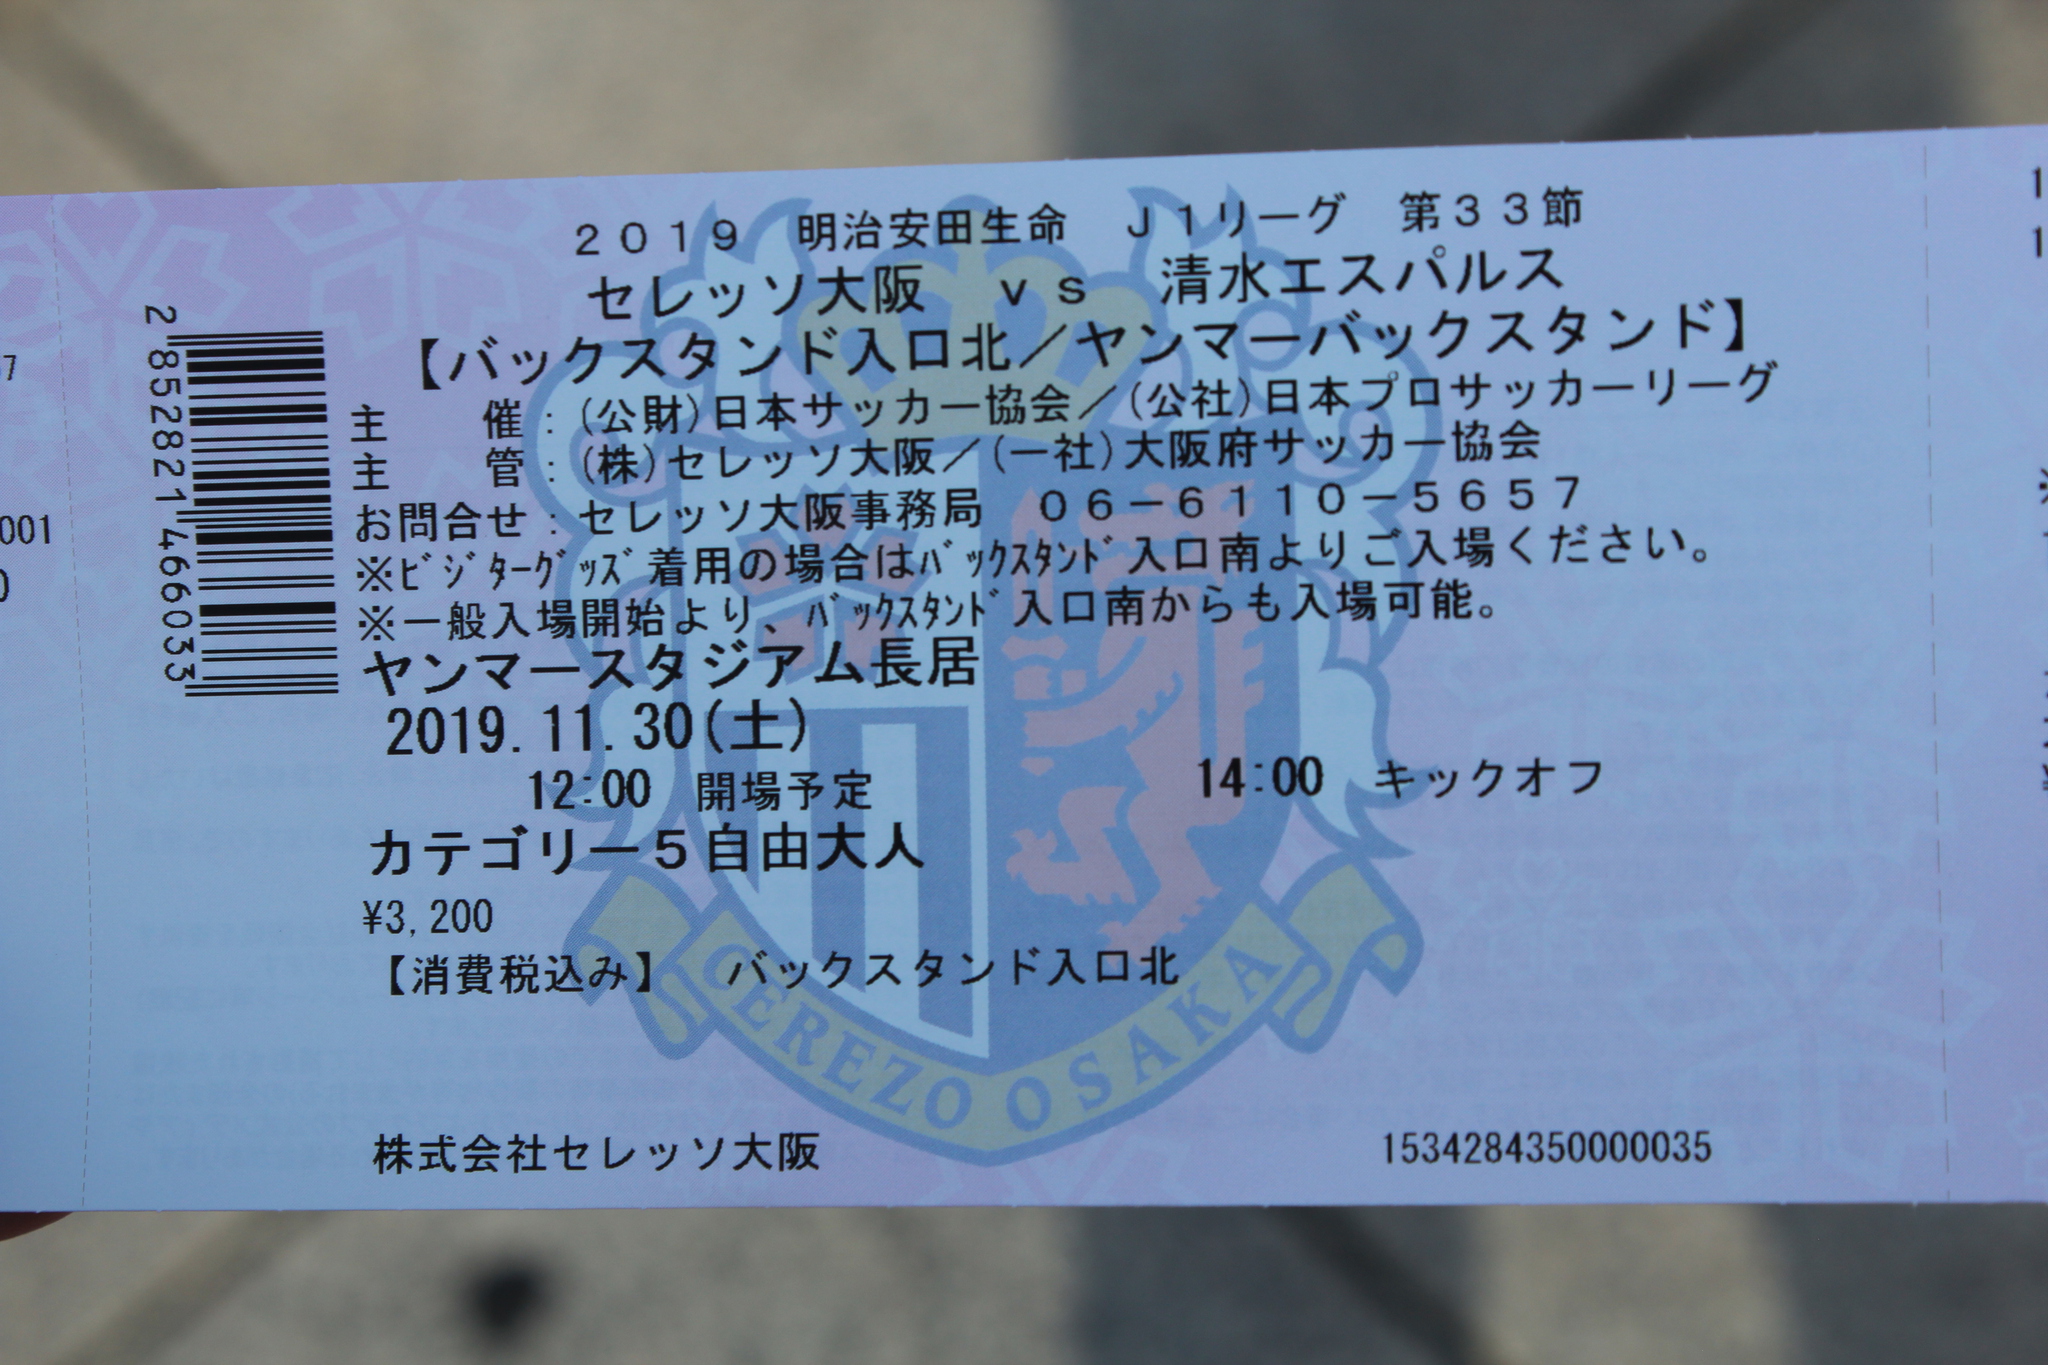 2019 明治安田生命 J1リーグ 第33節
セレッソ大阪 vs 清水エスパルス
【バックスタンド入口北／ヤンマーバックスタンド】
主 催：(公財)日本サッカー協会／(公社)日本プロサッカーリーグ
主 管：(株)セレッソ大阪／(一社)大阪府サッカー協会
お問合せ：セレッソ大阪事務局 06-6110-5657
※ﾋﾞｼﾞﾀｰｸﾞｯｽﾞ着用の場合はﾊﾞｯｸｽﾀﾝﾄﾞ入口南よりご入場ください。
※一般入場開始より、ﾊﾞｯｸｽﾀﾝﾄﾞ入口南からも入場可能。
ヤンマースタジアム長居
2019.11.30(土)
12:00 開場予定 14:00 キックオフ
カテゴリー5自由大人
¥3,200
【消費税込み】 バックスタンド入口北
CEREZO OSAKA
株式会社セレッソ大阪 1534284350000035
2852821466033
001